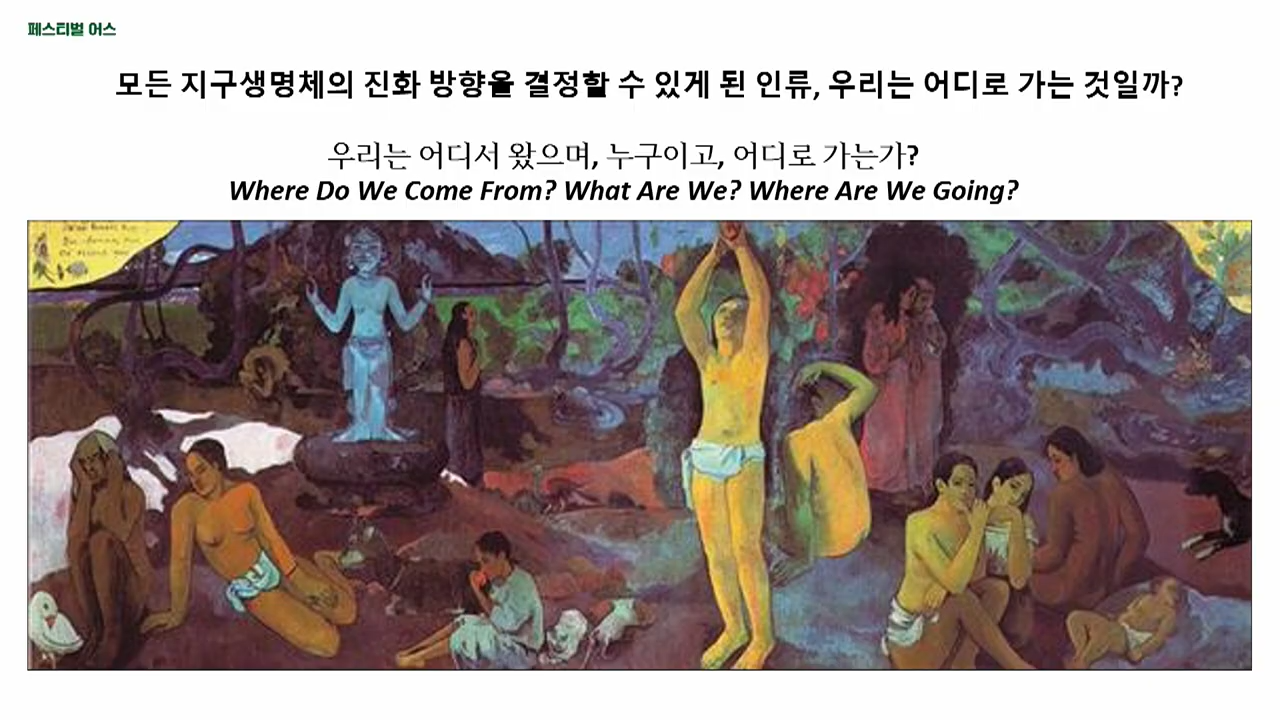 페스티벌 어스
모든 지구생명체의 진화 방향을 결정할 수 있게 된 인류, 우리는 어디로 가는 것일까?
우리는 어디서 왔으며, 누구이고, 어디로 가는가?
Where Do We Come From? What Are We? Where Are We Going?